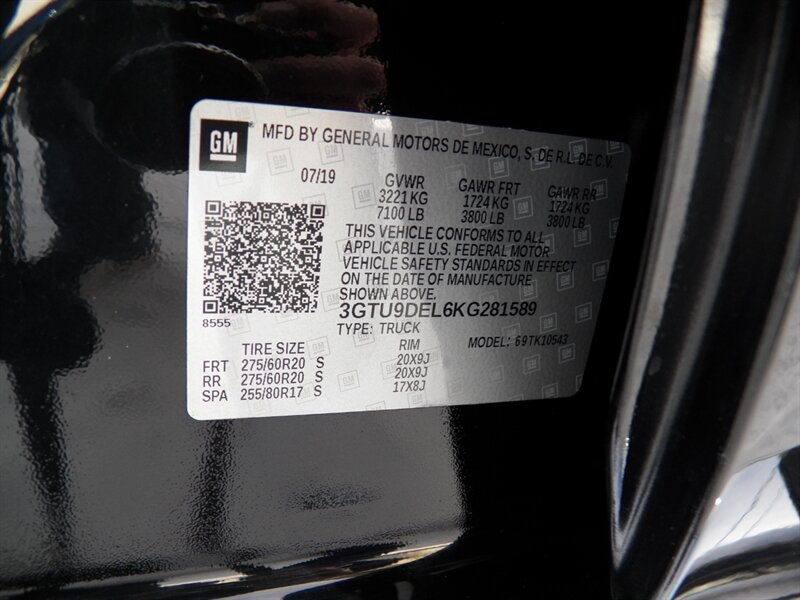 GM MFD BY GENERAL MOTORS DE MEXICO, S. DE R.L. DE C.V.
07/19 GVWR GAWR FRT GAWR RR
3221 KG 1724 KG 1724 KG
7100 LB 3800 LB 3800 LB
THIS VEHICLE CONFORMS TO ALL
APPLICABLE U.S. FEDERAL MOTOR
VEHICLE SAFETY STANDARDS IN EFFECT
ON THE DATE OF MANUFACTURE
SHOWN ABOVE.
3GTU9DEL6KG281589
8555 TYPE: TRUCK MODEL: 69TK10543
TIRE SIZE RIM
FRT 275/60R20 S 20X9J
RR 275/60R20 S 20X9J
SPA 255/80R17 S 17X8J